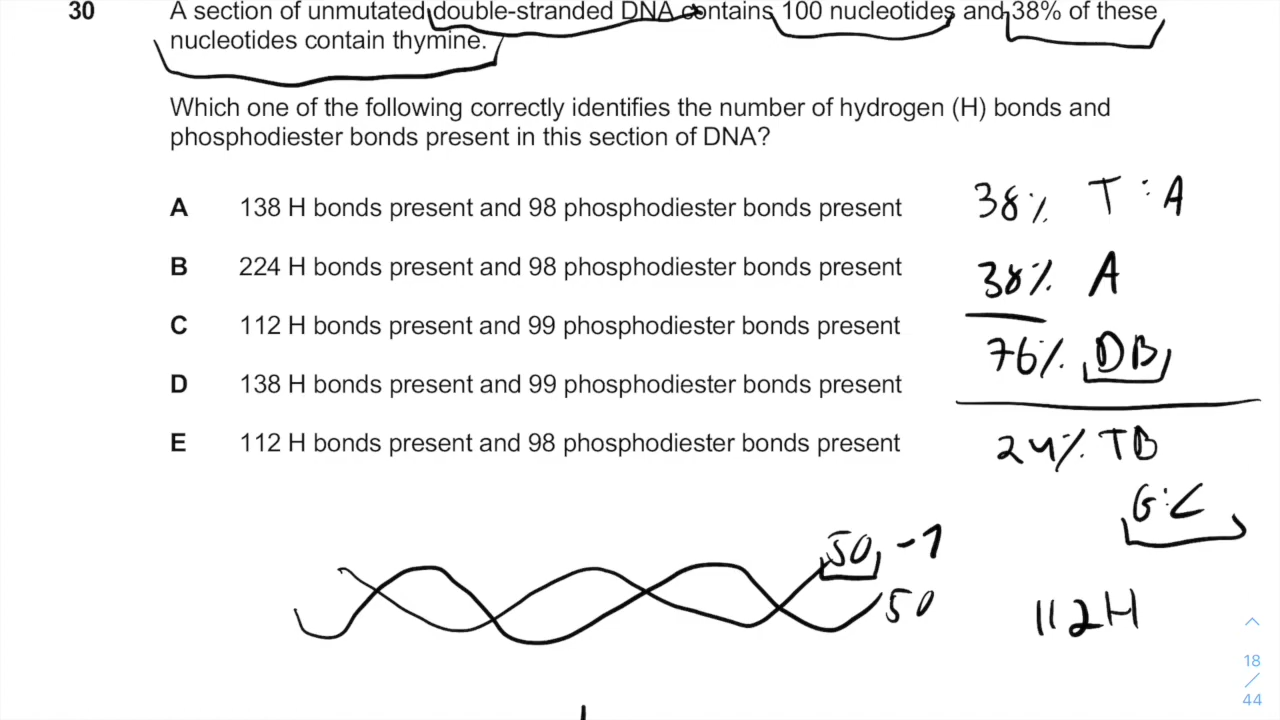 30 A section of unmutated double-stranded DNA contains 100 nucleotides and 38% of these
nucleotides contain thymine.
Which one of the following correctly identifies the number of hydrogen (H) bonds and
phosphodiester bonds present in this section of DNA?
A 138 H bonds present and 98 phosphodiester bonds present
B 224 H bonds present and 98 phosphodiester bonds present
C 112 H bonds present and 99 phosphodiester bonds present
D 138 H bonds present and 99 phosphodiester bonds present
E 112 H bonds present and 98 phosphodiester bonds present
38% T : A
38% A
76% DB
24% TB
G:C
50, -1
50
112H
18
/
44